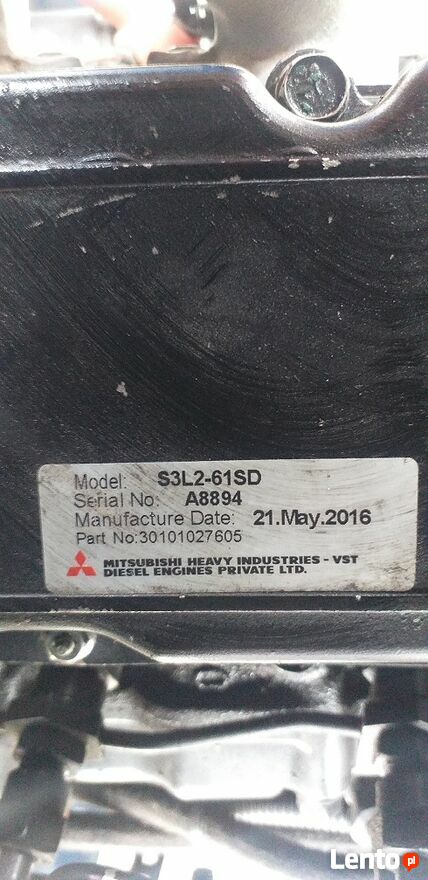 Model: S3L2-61SD
Serial No: A8894
Manufacture Date: 21.May.2016
Part No:30101027605
MITSUBISHI HEAVY INDUSTRIES - VST
DIESEL ENGINES PRIVATE LTD.
Lento.pl